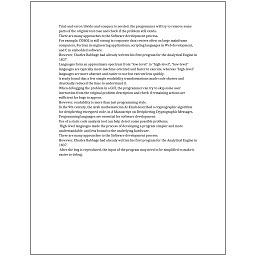 Trial-and-error/divide-and-conquer is needed: the programmer will try to remove some
parts of the original test case and check if the problem still exists.
There are many approaches to the Software development process.
For example, COBOL is still strong in corporate data centers often on large mainframe
computers, Fortran in engineering applications, scripting languages in Web development,
and C in embedded software.
However, Charles Babbage had already written his first program for the Analytical Engine in
1837.
Languages form an approximate spectrum from "low-level" to "high-level"; "low-level"
languages are typically more machine-oriented and faster to execute, whereas "high-level"
languages are more abstract and easier to use but execute less quickly.
It study found that a few simple readability transformations made code shorter and
drastically reduced the time to understand it.
When debugging the problem in a GUI, the programmer can try to skip some user
interaction from the original problem description and check if remaining actions are
sufficient for bugs to appear.
However, readability is more than just programming style.
In the 9th century, the Arab mathematician Al-Kindi described a cryptographic algorithm
for deciphering encrypted code, in A Manuscript on Deciphering Cryptographic Messages.
Programming languages are essential for software development.
Use of a static code analysis tool can help detect some possible problems.
High-level languages made the process of developing a program simpler and more
understandable, and less bound to the underlying hardware.
There are many approaches to the Software development process.
However, Charles Babbage had already written his first program for the Analytical Engine in
1837.
After the bug is reproduced, the input of the program may need to be simplified to make it
easier to debug.